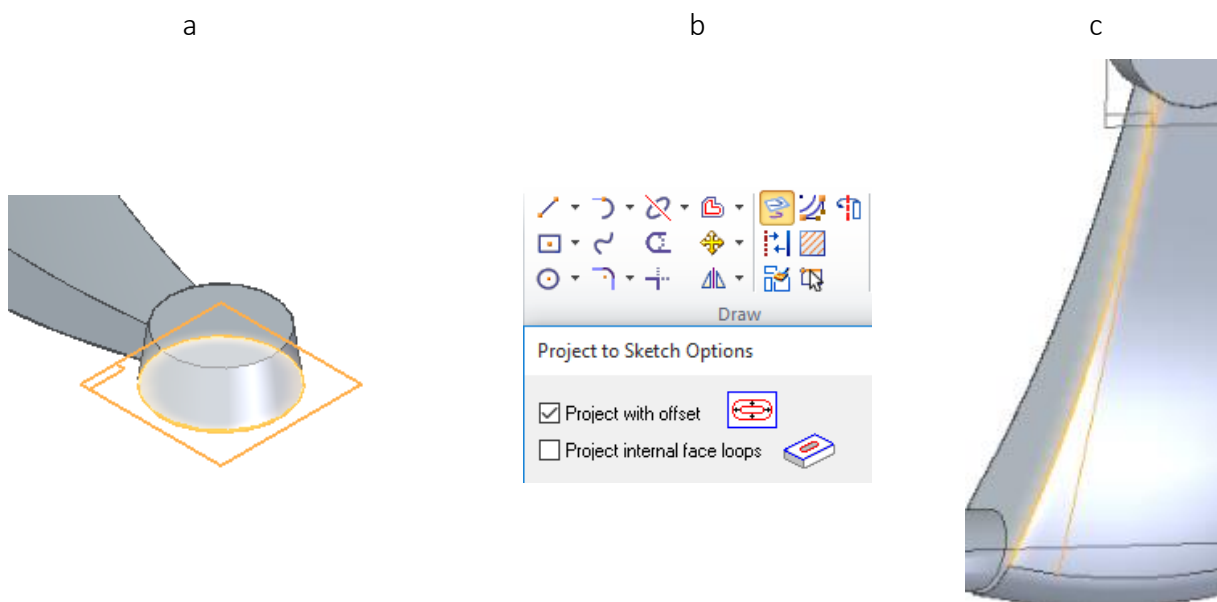 a
b
c
Draw
Project to Sketch Options
Project with offset
Project internal face loops